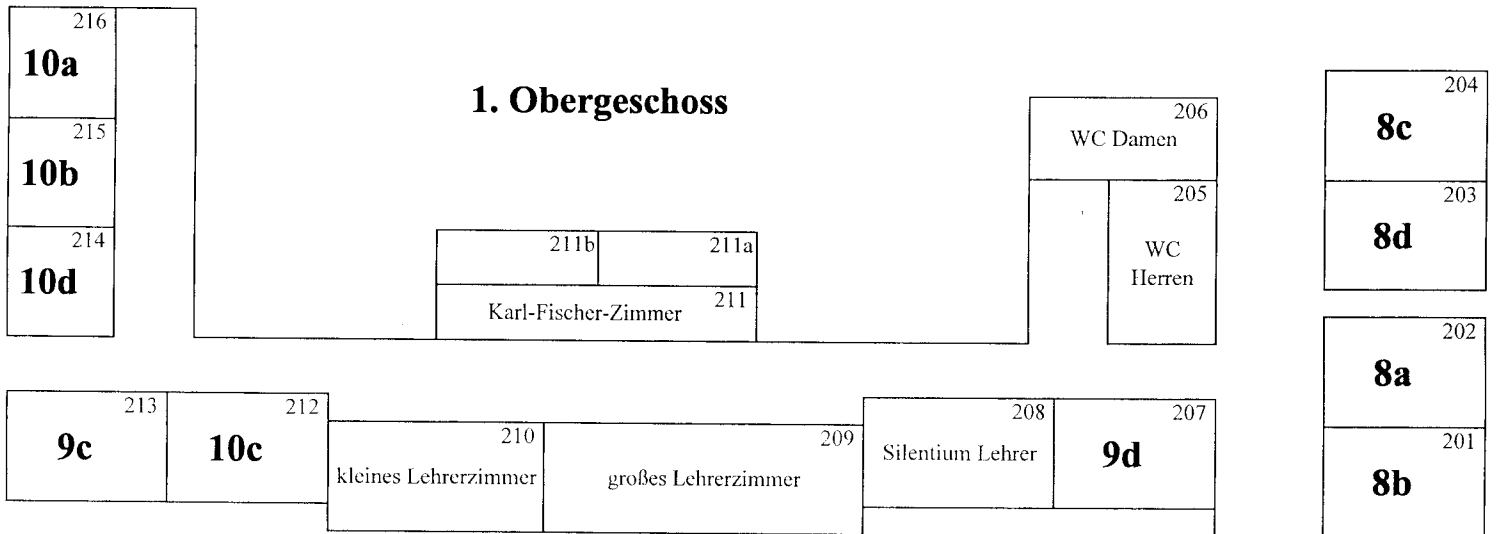 1. Obergeschoss
216
10a
215
10b
214
10d
211b
211a
211
Karl-Fischer-Zimmer
206
WC Damen
205
WC
Herren
204
8c
203
8d
202
8a
201
8b
213
9c
212
10c
210
kleines Lehrerzimmer
209
großes Lehrerzimmer
208
Silentium Lehrer
207
9d